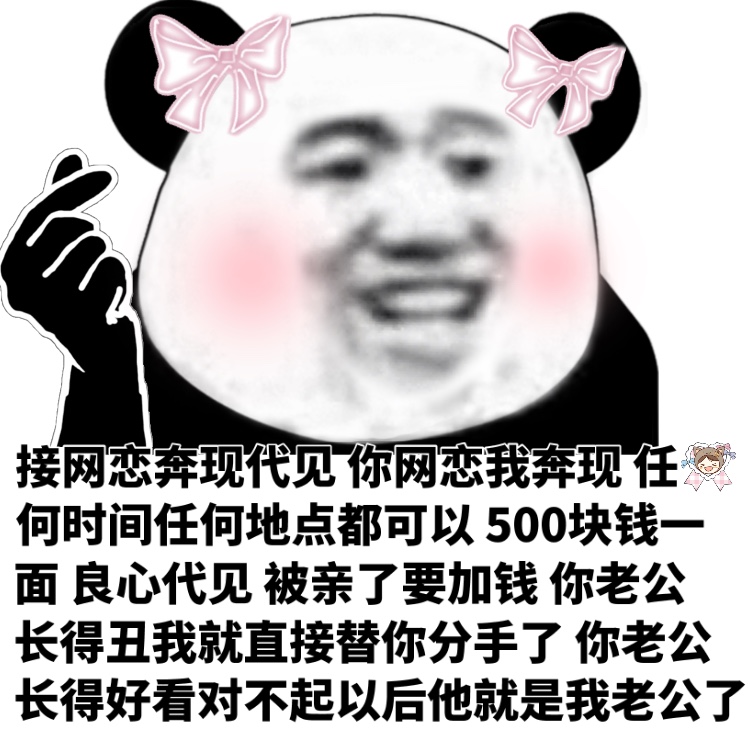 接网恋奔现代见 你网恋我奔现 任
何时间任何地点都可以 500块钱一
面 良心代见 被亲了要加钱 你老公
长得丑我就直接替你分手了 你老公
长得好看对不起以后他就是我老公了